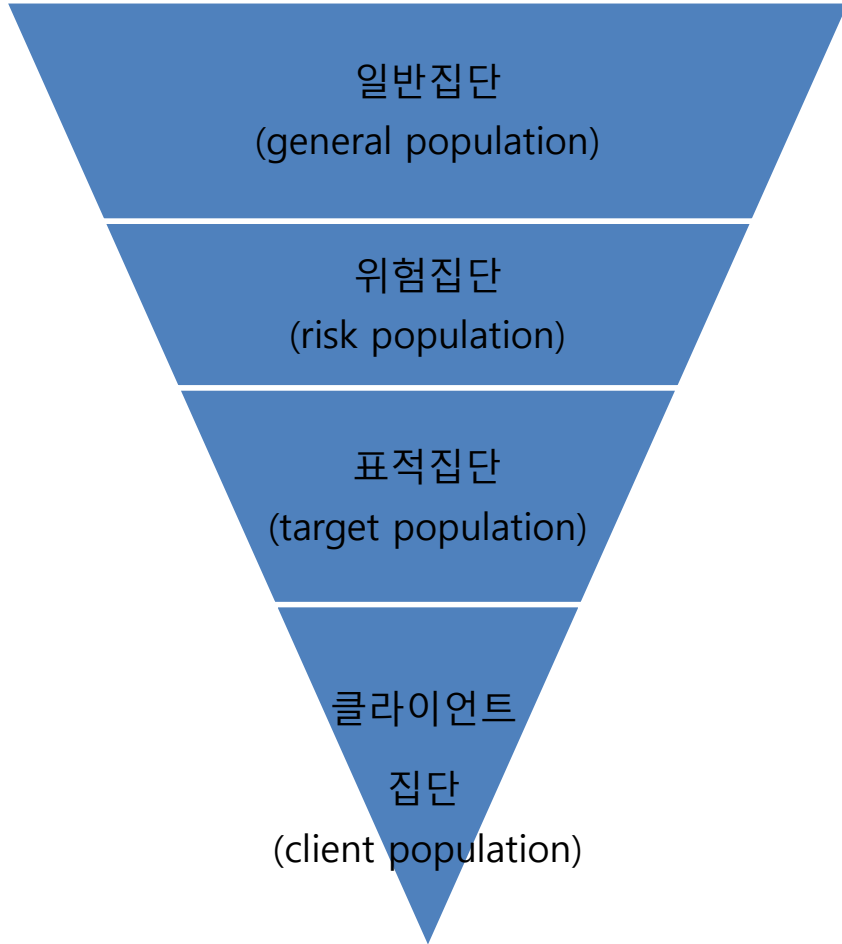 일반집단
(general population)
위험집단
(risk population)
표적집단
(target population)
클라이언트
집단
(client population)